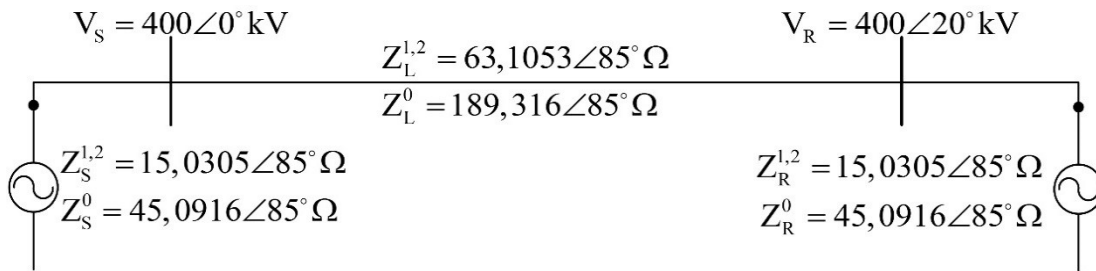 V_S = 400∠0° kV
V_R = 400∠20° kV
Z_L^{1,2} = 63,1053∠85° Ω
Z_L^0 = 189,316∠85° Ω
Z_S^{1,2} = 15,0305∠85° Ω
Z_S^0 = 45,0916∠85° Ω
Z_R^{1,2} = 15,0305∠85° Ω
Z_R^0 = 45,0916∠85° Ω